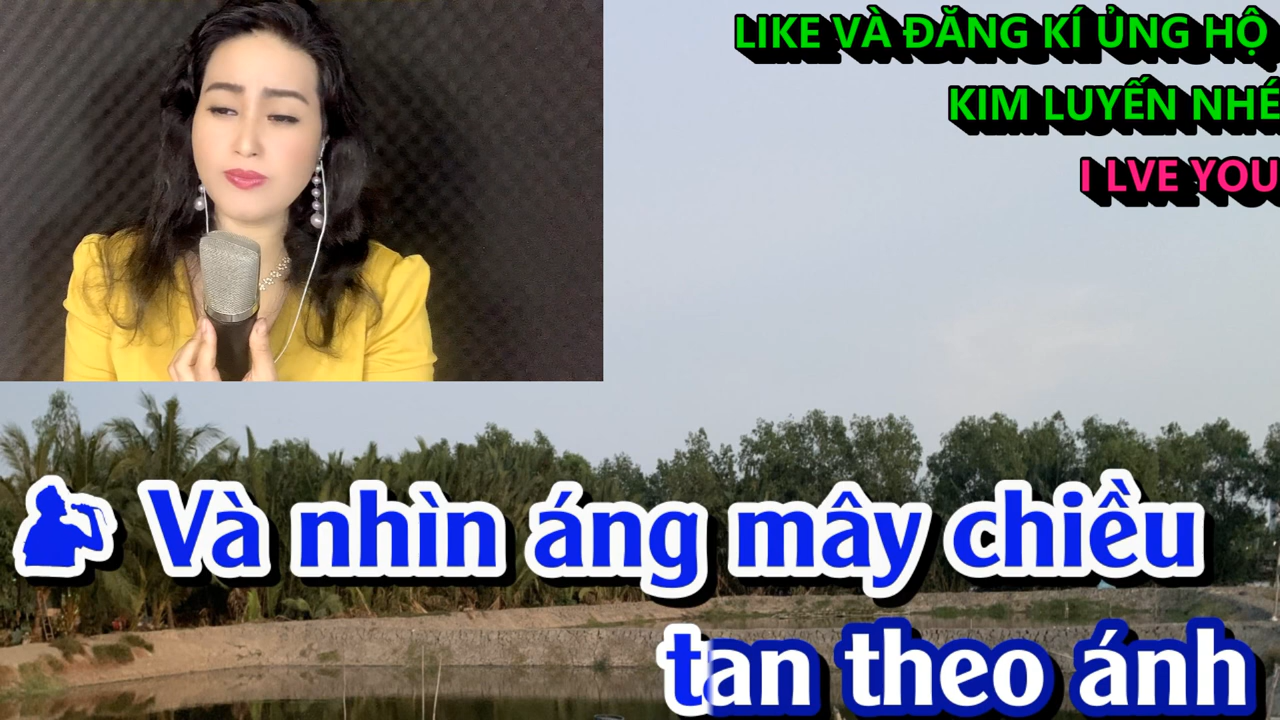 LIKE VÀ ĐĂNG KÍ ỦNG HỘ
KIM LUYẾN NHÉ
I LVE YOU
Và nhìn áng mây chiều
tan theo ánh